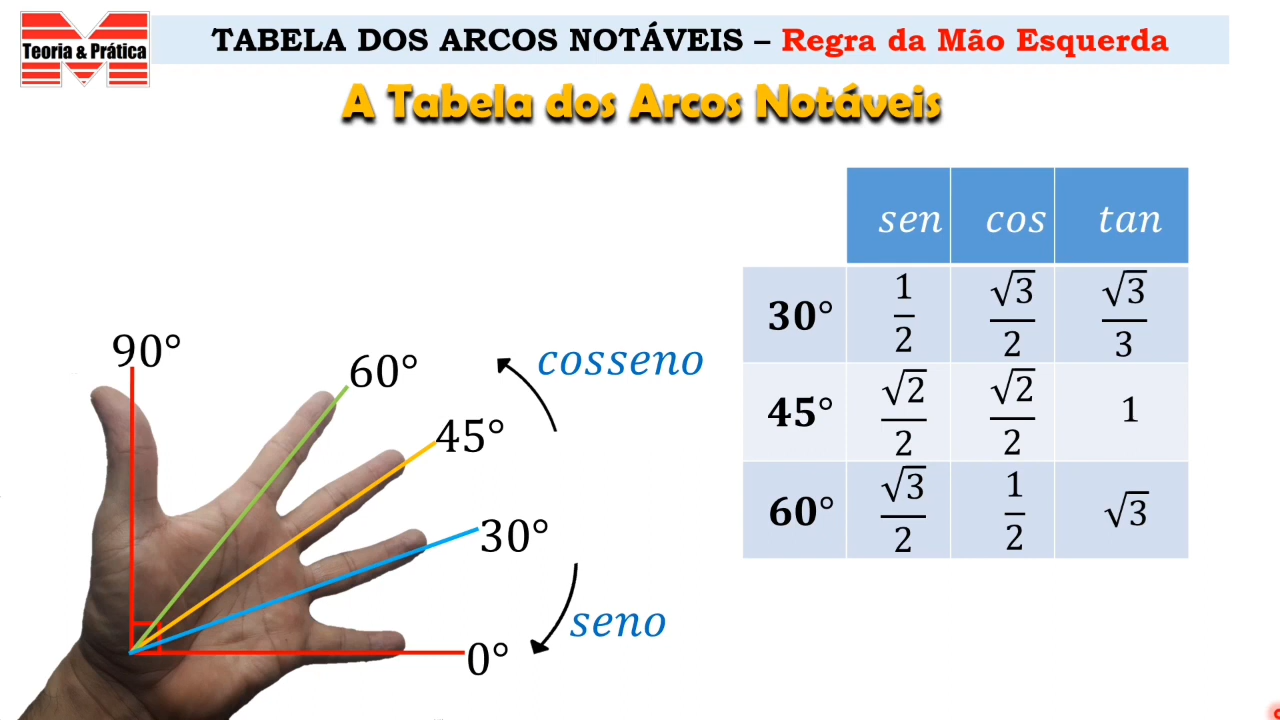 Teoria & Prática
TABELA DOS ARCOS NOTÁVEIS – Regra da Mão Esquerda
A Tabela dos Arcos Notáveis
sen cos tan
30° 1/2 √3/2 √3/3
45° √2/2 √2/2 1
60° √3/2 1/2 √3
90°
60°
cosseno
45°
30°
seno
0°